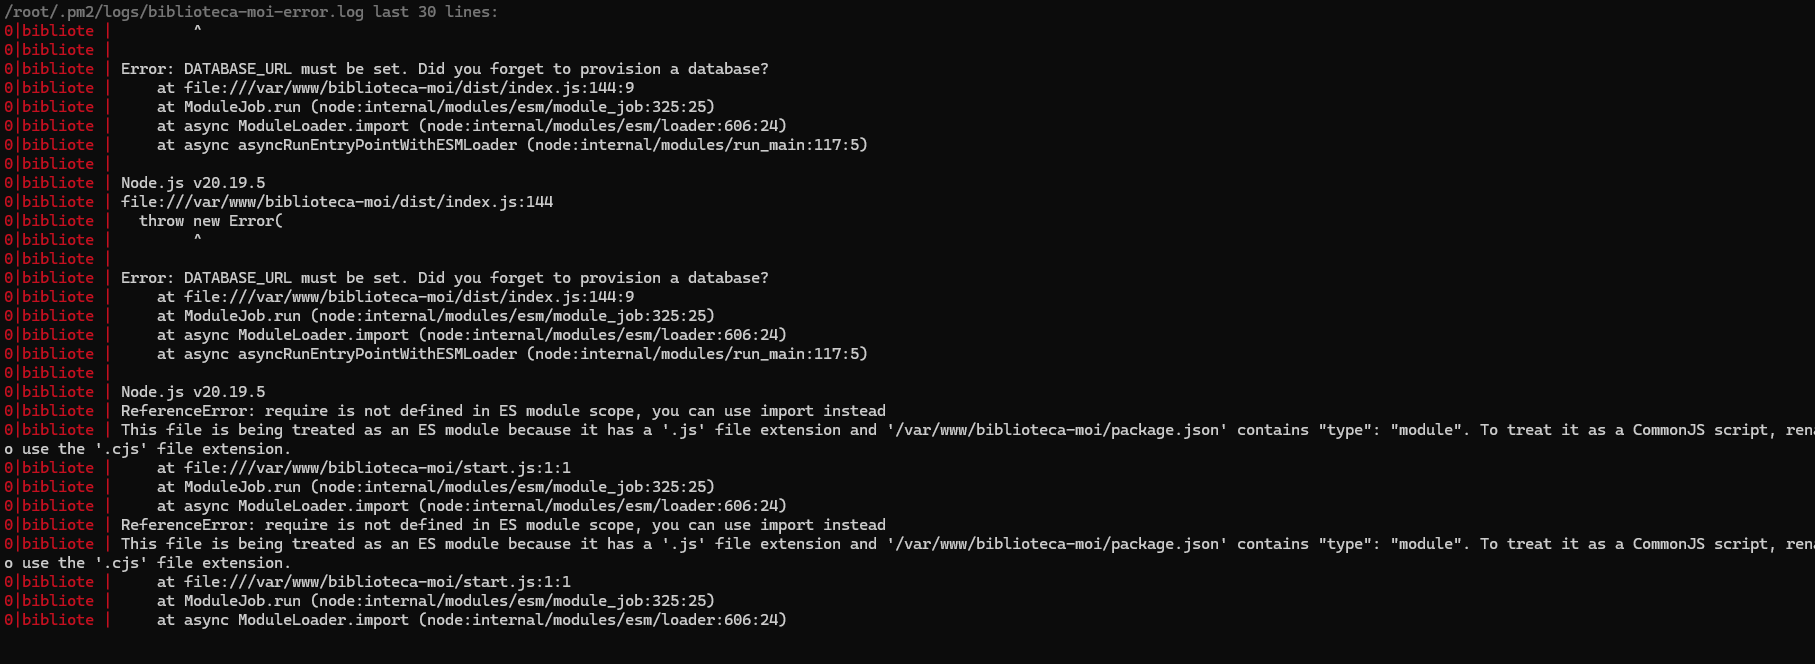 /root/.pm2/logs/biblioteca-moi-error.log last 30 lines:
0|bibliote |         ^
0|bibliote |
0|bibliote | Error: DATABASE_URL must be set. Did you forget to provision a database?
0|bibliote |     at file:///var/www/biblioteca-moi/dist/index.js:144:9
0|bibliote |     at ModuleJob.run (node:internal/modules/esm/module_job:325:25)
0|bibliote |     at async ModuleLoader.import (node:internal/modules/esm/loader:606:24)
0|bibliote |     at async asyncRunEntryPointWithESMLoader (node:internal/modules/run_main:117:5)
0|bibliote |
0|bibliote | Node.js v20.19.5
0|bibliote | file:///var/www/biblioteca-moi/dist/index.js:144
0|bibliote |   throw new Error(
0|bibliote |         ^
0|bibliote |
0|bibliote | Error: DATABASE_URL must be set. Did you forget to provision a database?
0|bibliote |     at file:///var/www/biblioteca-moi/dist/index.js:144:9
0|bibliote |     at ModuleJob.run (node:internal/modules/esm/module_job:325:25)
0|bibliote |     at async ModuleLoader.import (node:internal/modules/esm/loader:606:24)
0|bibliote |     at async asyncRunEntryPointWithESMLoader (node:internal/modules/run_main:117:5)
0|bibliote |
0|bibliote | Node.js v20.19.5
0|bibliote | ReferenceError: require is not defined in ES module scope, you can use import instead
0|bibliote | This file is being treated as an ES module because it has a '.js' file extension and '/var/www/biblioteca-moi/package.json' contains "type": "module". To treat it as a CommonJS script, rena
o use the '.cjs' file extension.
0|bibliote |     at file:///var/www/biblioteca-moi/start.js:1:1
0|bibliote |     at ModuleJob.run (node:internal/modules/esm/module_job:325:25)
0|bibliote |     at async ModuleLoader.import (node:internal/modules/esm/loader:606:24)
0|bibliote | ReferenceError: require is not defined in ES module scope, you can use import instead
0|bibliote | This file is being treated as an ES module because it has a '.js' file extension and '/var/www/biblioteca-moi/package.json' contains "type": "module". To treat it as a CommonJS script, rena
o use the '.cjs' file extension.
0|bibliote |     at file:///var/www/biblioteca-moi/start.js:1:1
0|bibliote |     at ModuleJob.run (node:internal/modules/esm/module_job:325:25)
0|bibliote |     at async ModuleLoader.import (node:internal/modules/esm/loader:606:24)